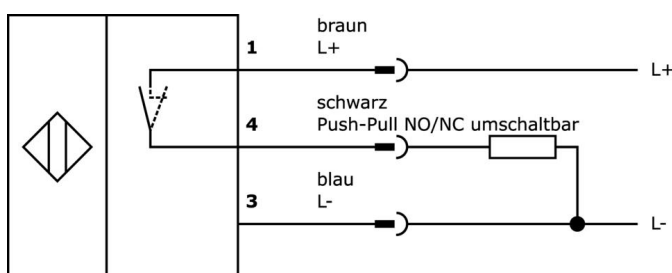 braun
1 L+
L+
schwarz
4 Push-Pull NO/NC umschaltbar
blau
3 L-
L-